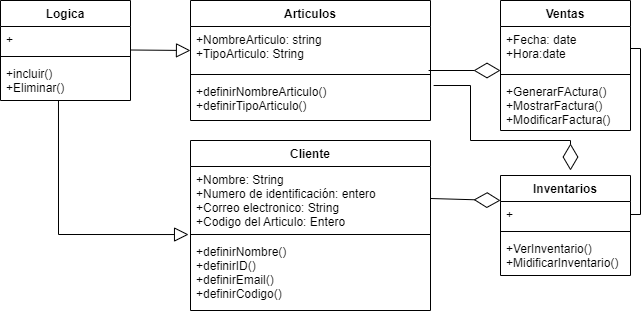 Logica
+
+incluir()
+Eliminar()
Articulos
+NombreArticulo: string
+TipoArticulo: String
+definirNombreArticulo()
+definirTipoArticulo()
Ventas
+Fecha: date
+Hora:date
+GenerarFActura()
+MostrarFactura()
+ModificarFactura()
Cliente
+Nombre: String
+Numero de identificación: entero
+Correo electronico: String
+Codigo del Articulo: Entero
+definirNombre()
+definirID()
+definirEmail()
+definirCodigo()
Inventarios
+
+VerInventario()
+MidificarInventario()